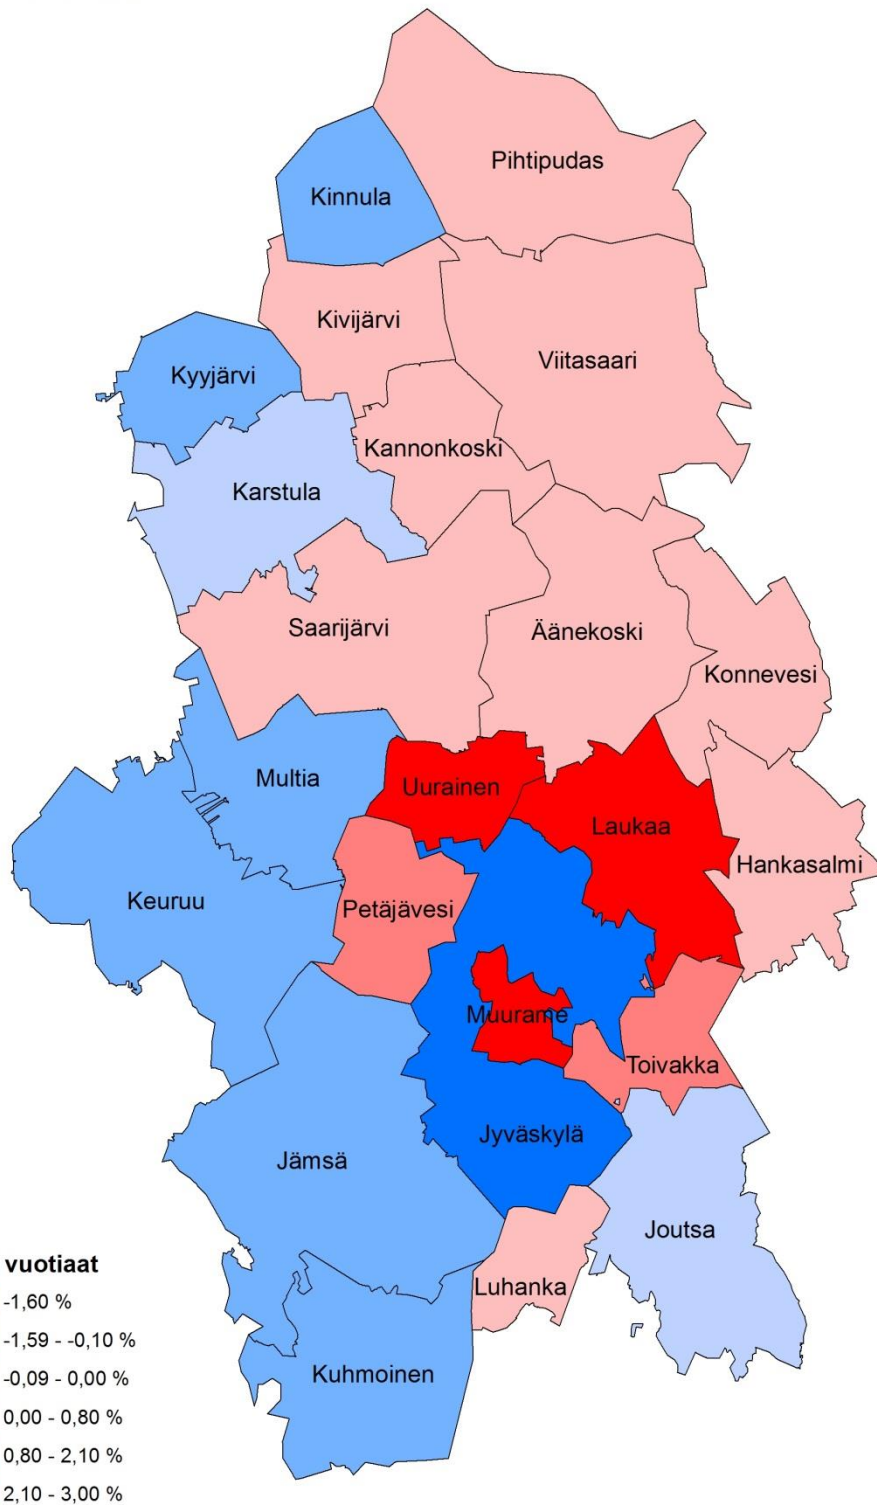 Pihtipudas
Kinnula
Kivijärvi
Viitasaari
Kyyjärvi
Kannonkoski
Karstula
Saarijärvi
Äänekoski
Konnevesi
Multia
Uurainen
Laukaa
Hankasalmi
Keuruu
Petäjävesi
Muurame
Toivakka
Jyväskylä
Jämsä
Joutsa
Luhanka
Kuhmoinen
vuotiaat
-1,60 %
-1,59 - -0,10 %
-0,09 - 0,00 %
0,00 - 0,80 %
0,80 - 2,10 %
2,10 - 3,00 %